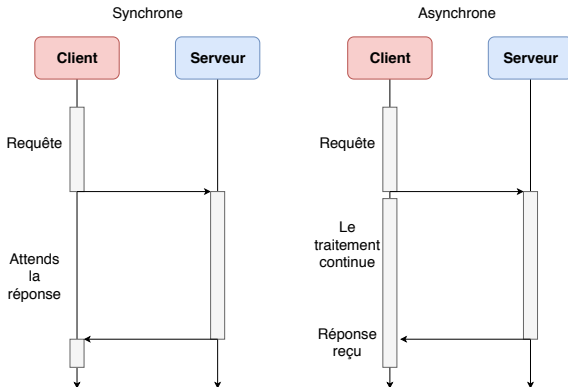 Synchrone
Client
Serveur
Requête
Attends
la
réponse
Asynchrone
Client
Serveur
Requête
Le
traitement
continue
Réponse
reçu